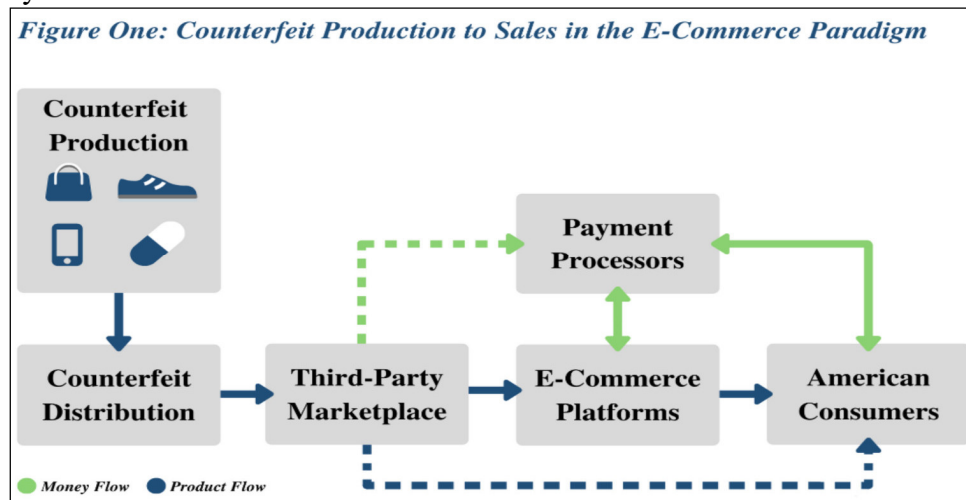 Figure One: Counterfeit Production to Sales in the E-Commerce Paradigm
Counterfeit
Production
Payment
Processors
Counterfeit
Distribution
Third-Party
Marketplace
E-Commerce
Platforms
American
Consumers
Money Flow
Product Flow